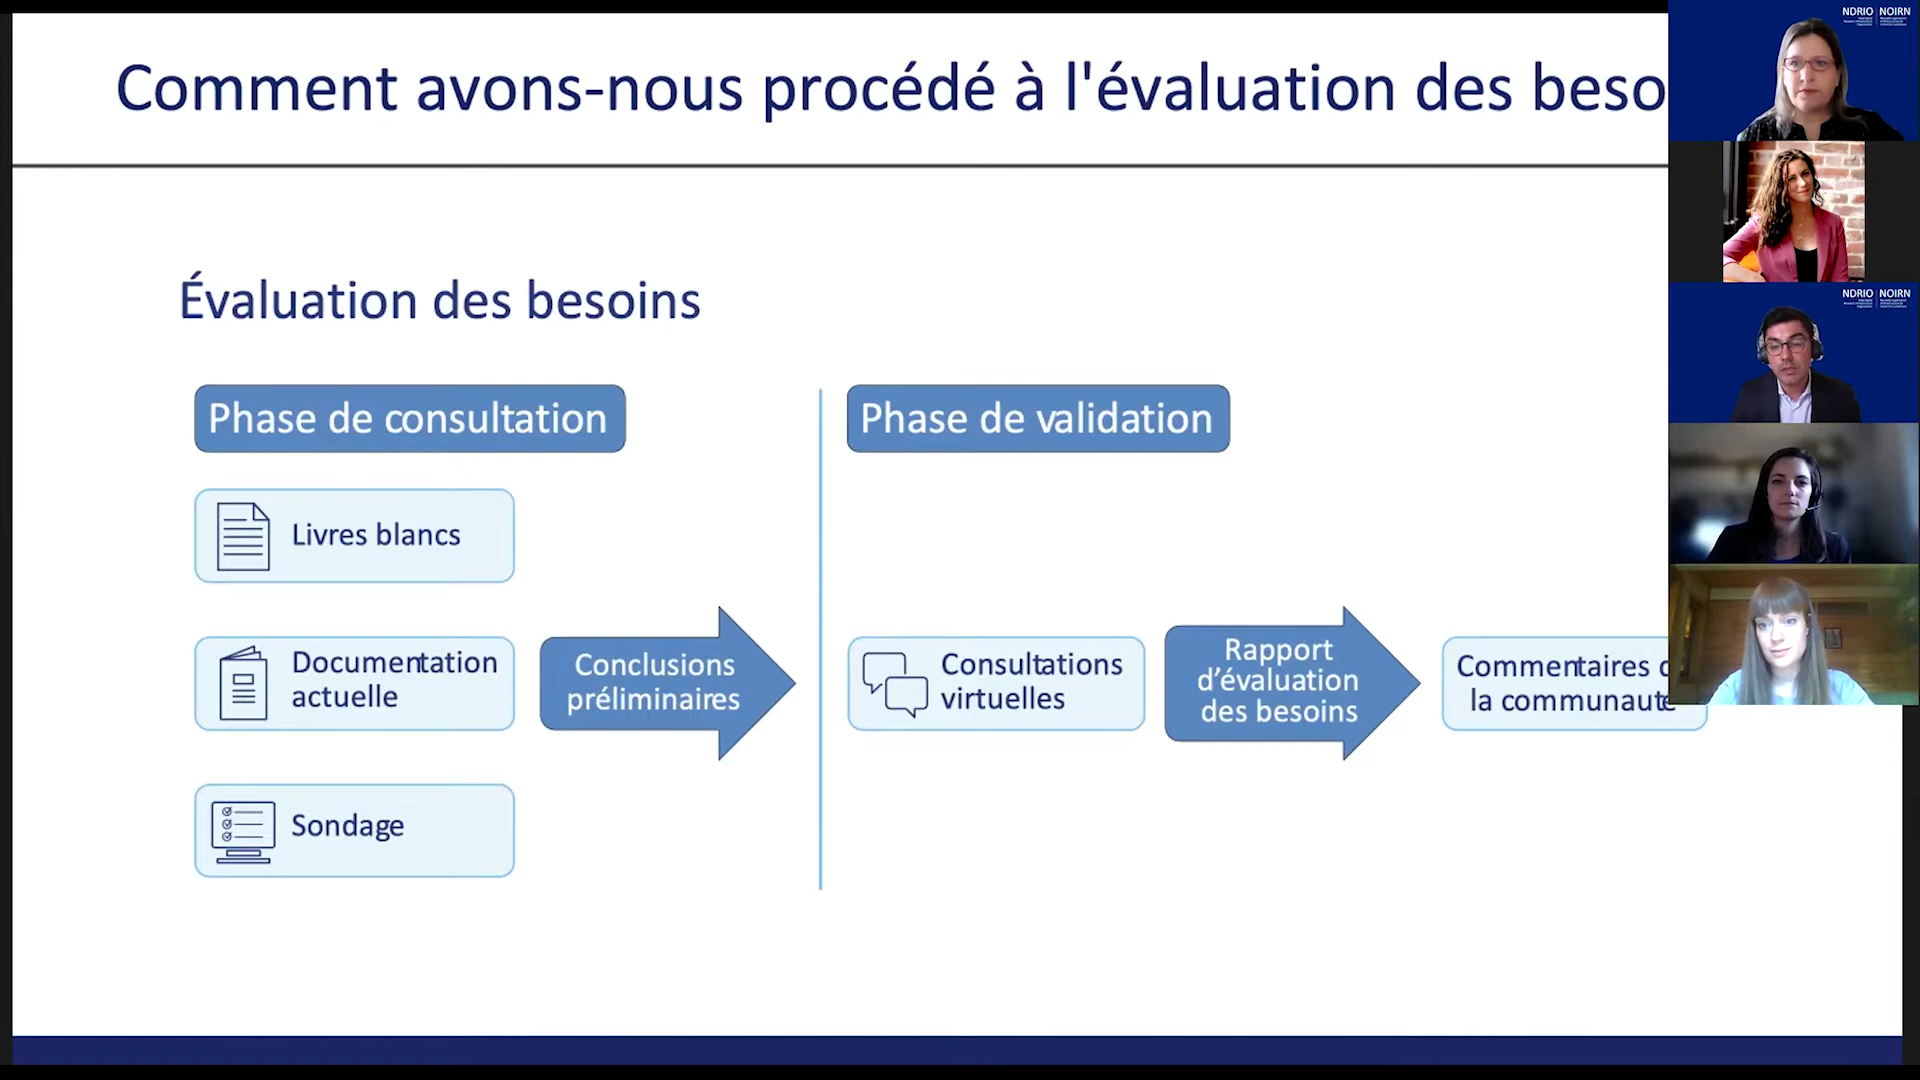 Comment avons-nous procédé à l'évaluation des
Évaluation des besoins
Phase de consultation
Livres blancs
Documentation
actuelle
Sondage
Conclusions
préliminaires
Phase de validation
Consultations
virtuelles
Rapport
d’évaluation
des besoins
Commentaires
la communauté
NDRIO NOIRN
NDRIO NOIRN